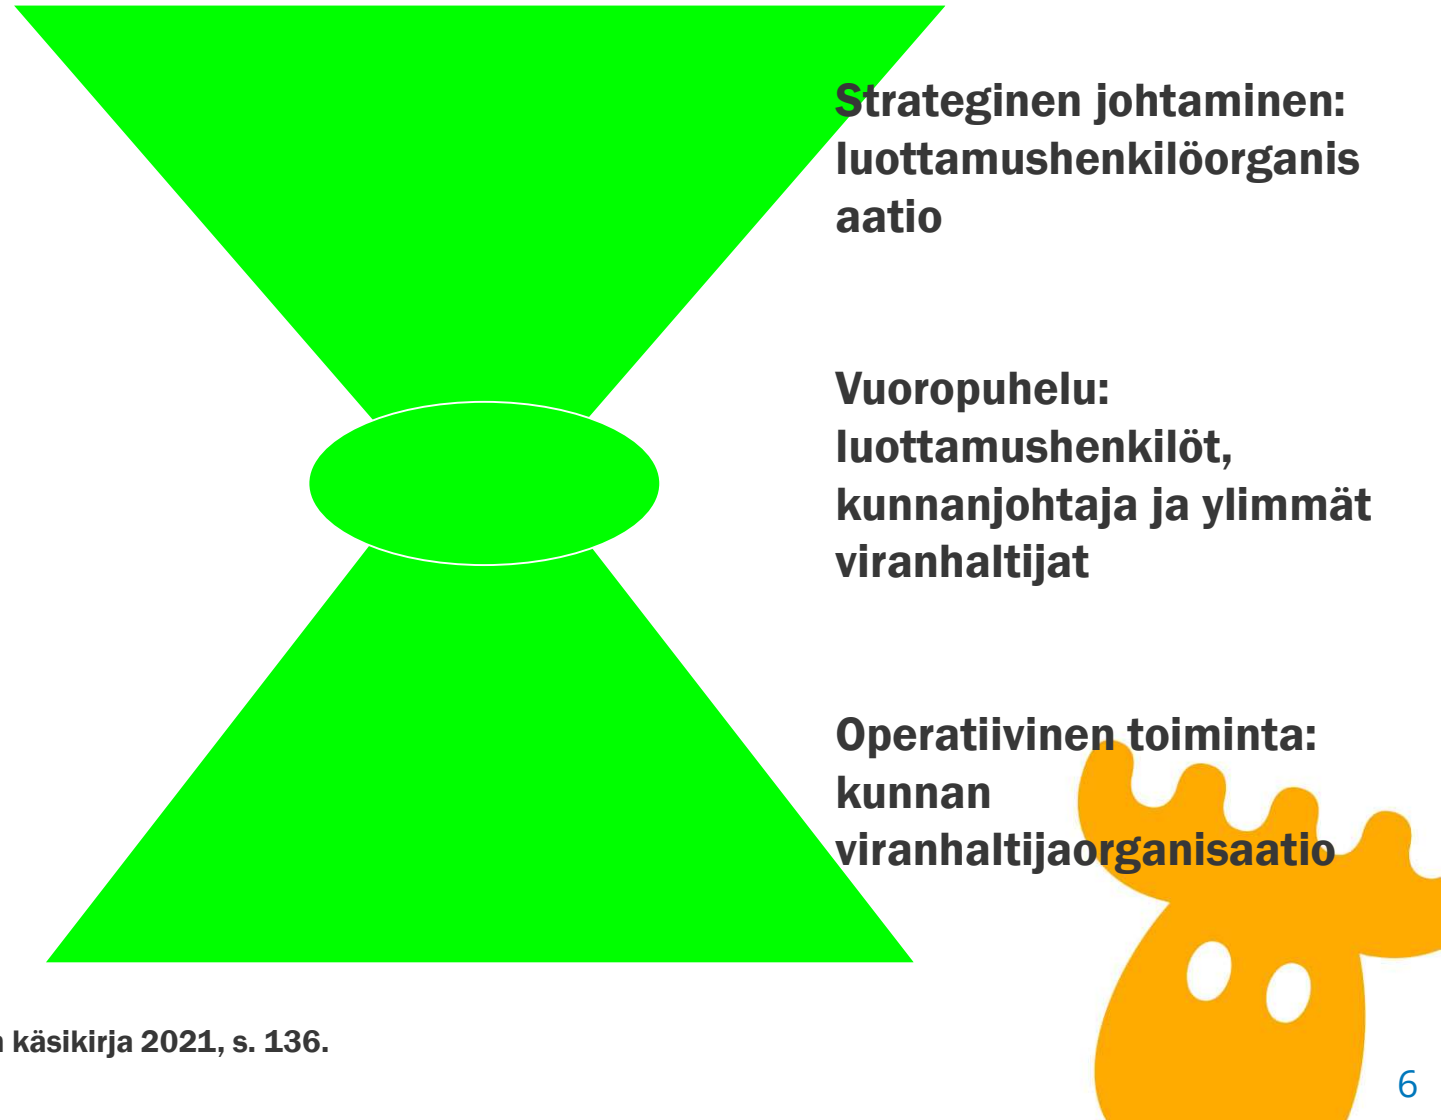 Strateginen johtaminen:
luottamushenkilöorganis
aatio
Vuoropuhelu:
luottamushenkilöt,
kunnanjohtaja ja ylimmät
viranhaltijat
Operatiivinen toiminta:
kunnan
viranhaltijaorganisaatio
käsikirja 2021, s. 136.
6